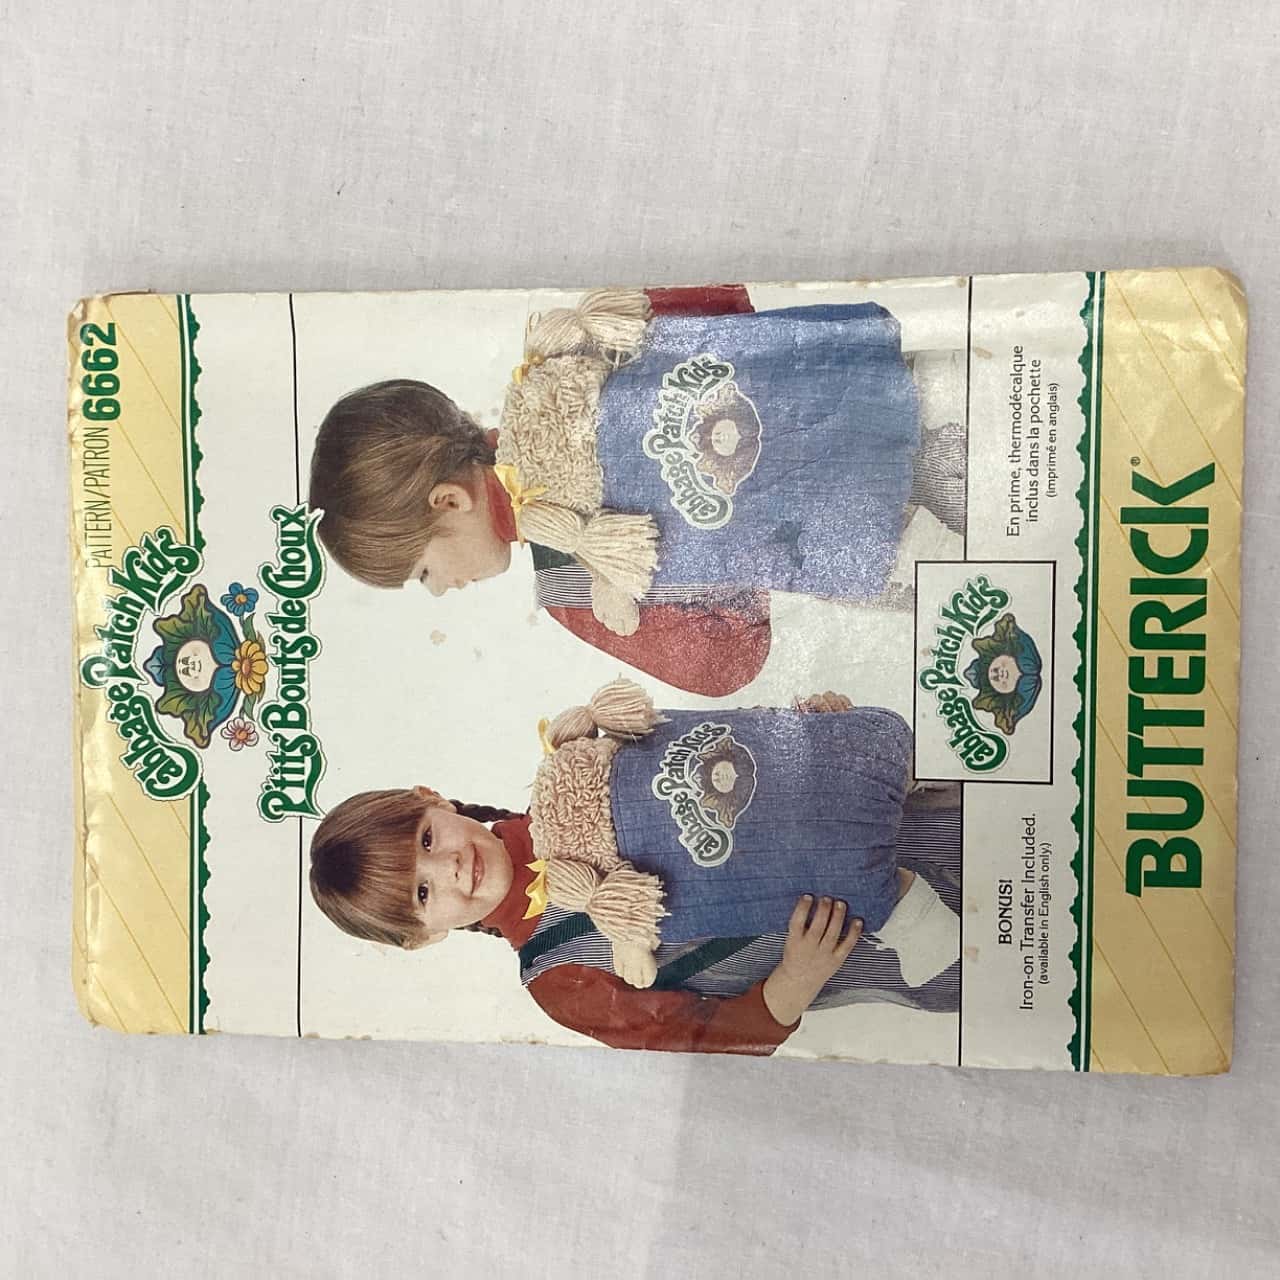 PATTERN/PATRON 6662
Cabbage Patch Kids
P'tits Bouts de Choux
Cabbage Patch Kids
Cabbage Patch Kids
BONUS!
Iron-on Transfer Included.
(available in English only.)
Cabbage Patch Kids
En prime, thermodécalque
inclus dans la pochette
(imprimé en anglais)
BUTTERICK®